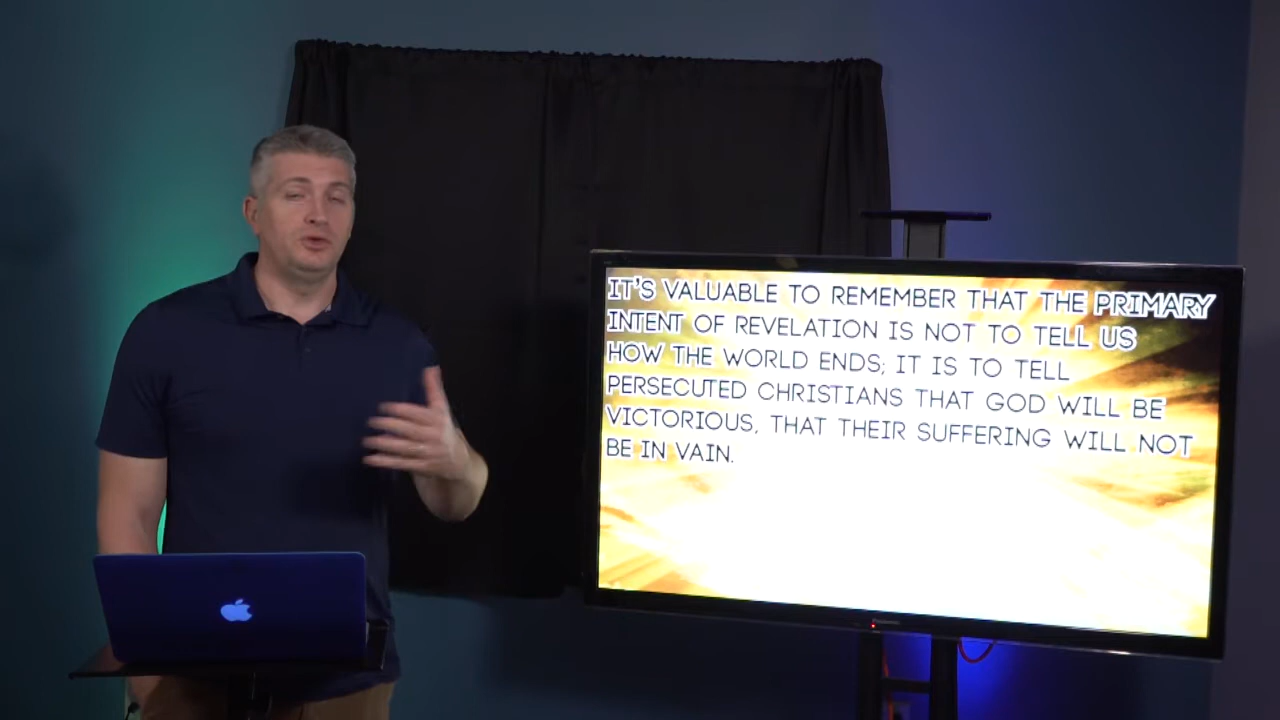 IT'S VALUABLE TO REMEMBER THAT THE PRIMARY
INTENT OF REVELATION IS NOT TO TELL US
HOW THE WORLD ENDS; IT IS TO TELL
PERSECUTED CHRISTIANS THAT GOD WILL BE
VICTORIOUS, THAT THEIR SUFFERING WILL NOT
BE IN VAIN.